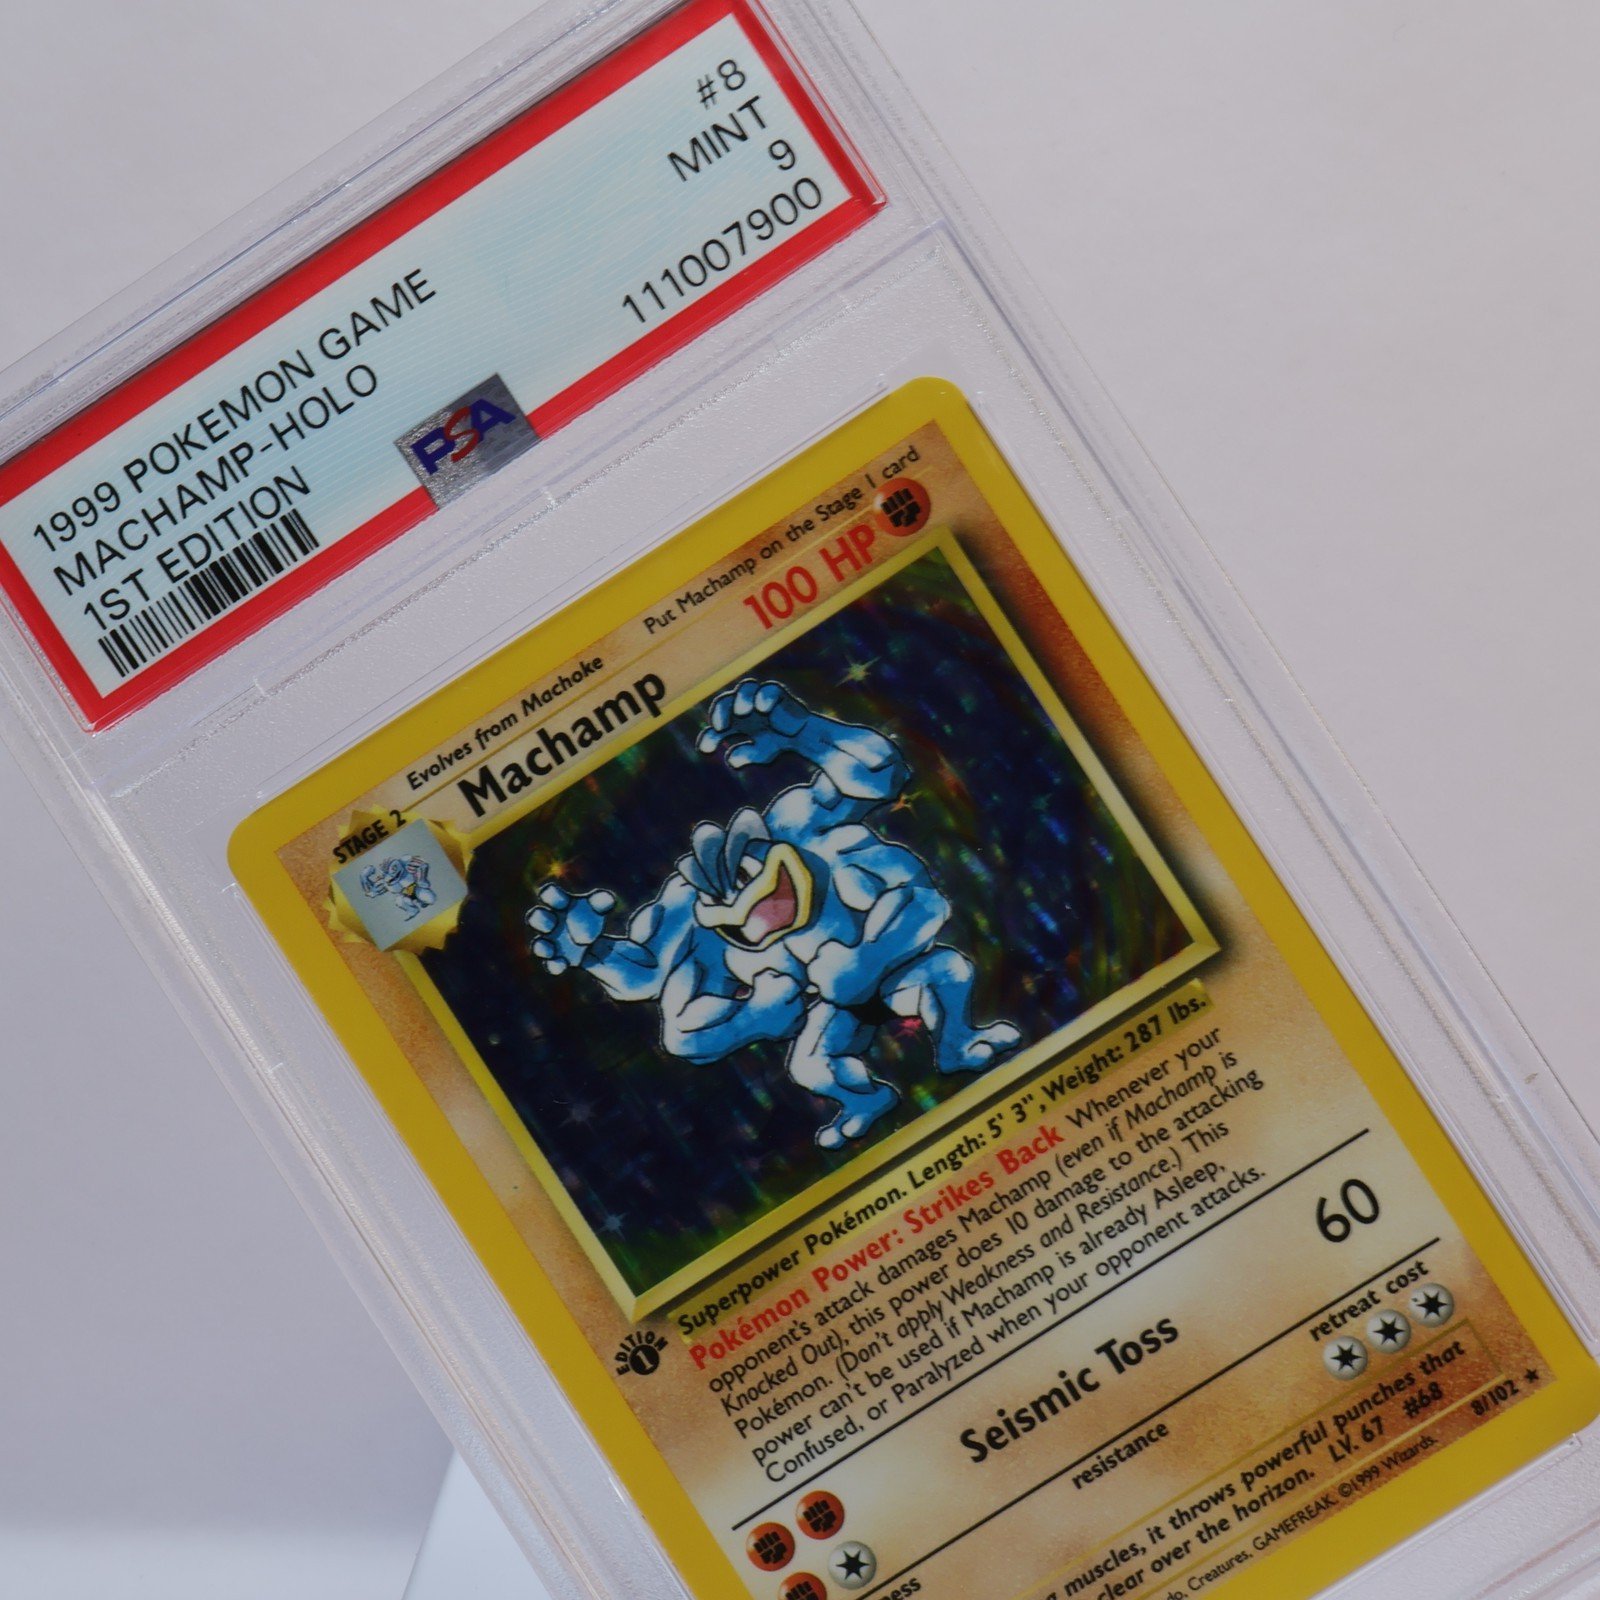 1999 POKEMON GAME
MACHAMP-HOLO
1ST EDITION
#8
MINT
9
111007900
PSA
STAGE 2
Evolves from Machoke
Put Machamp on the Stage 1 card
Machamp
100 HP
EDITION
1
Superpower Pokémon. Length: 5' 3", Weight: 287 lbs.
Pokémon Power: Strikes Back Whenever your
opponent's attack damages Machamp (even if Machamp is
Knocked Out), this power does 10 damage to the attacking
Pokémon. (Don't apply Weakness and Resistance.) This
power can't be used if Machamp is already Asleep,
Confused, or Paralyzed when your opponent attacks.
Seismic Toss
60
resistance
retreat cost
muscles, it throws powerful punches that
clear over the horizon. LV. 67 #68
Creatures, GAMEFREAK. ©1999 Wizards.
8/102